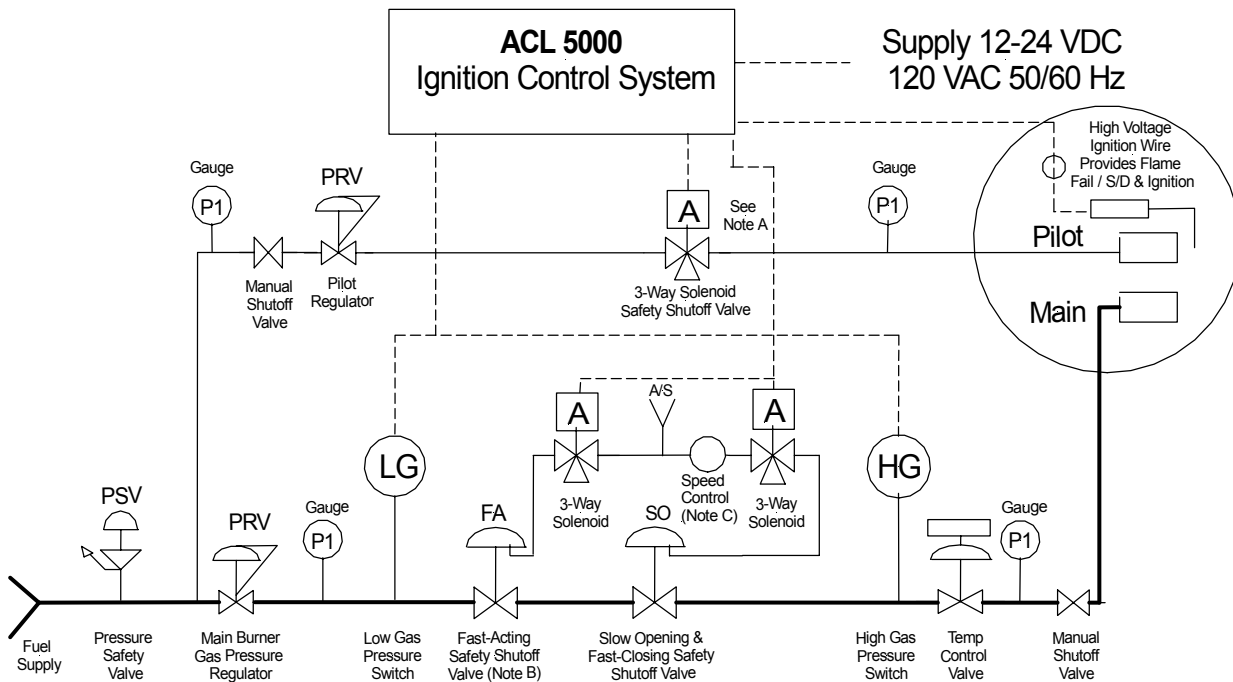 ACL 5000
Ignition Control System
Supply 12-24 VDC
120 VAC 50/60 Hz
High Voltage
Ignition Wire
Provides Flame
Fail / S/D & Ignition
Gauge
P1
PRV
Manual
Shutoff
Valve
Pilot
Regulator
A
See
Note A
3-Way Solenoid
Safety Shutoff Valve
Gauge
P1
Pilot
Main
A
A/S
A
LG
3-Way
Solenoid
Speed
Control
(Note C)
3-Way
Solenoid
HG
PSV
PRV
Gauge
P1
FA
SO
Gauge
P1
Fuel
Supply
Pressure
Safety
Valve
Main Burner
Gas Pressure
Regulator
Low Gas
Pressure
Switch
Fast-Acting
Safety Shutoff
Valve (Note B)
Slow Opening &
Fast-Closing Safety
Shutoff Valve
High Gas
Pressure
Switch
Temp
Control
Valve
Manual
Shutoff
Valve